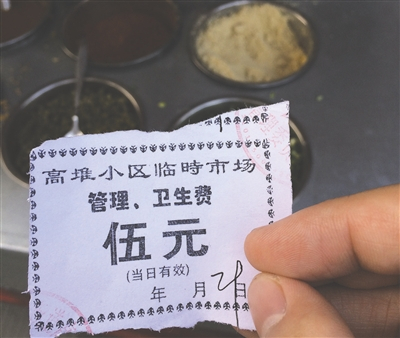 高堆小区临時市场
管理、卫生费
伍元
(当日有效)
年 月 日